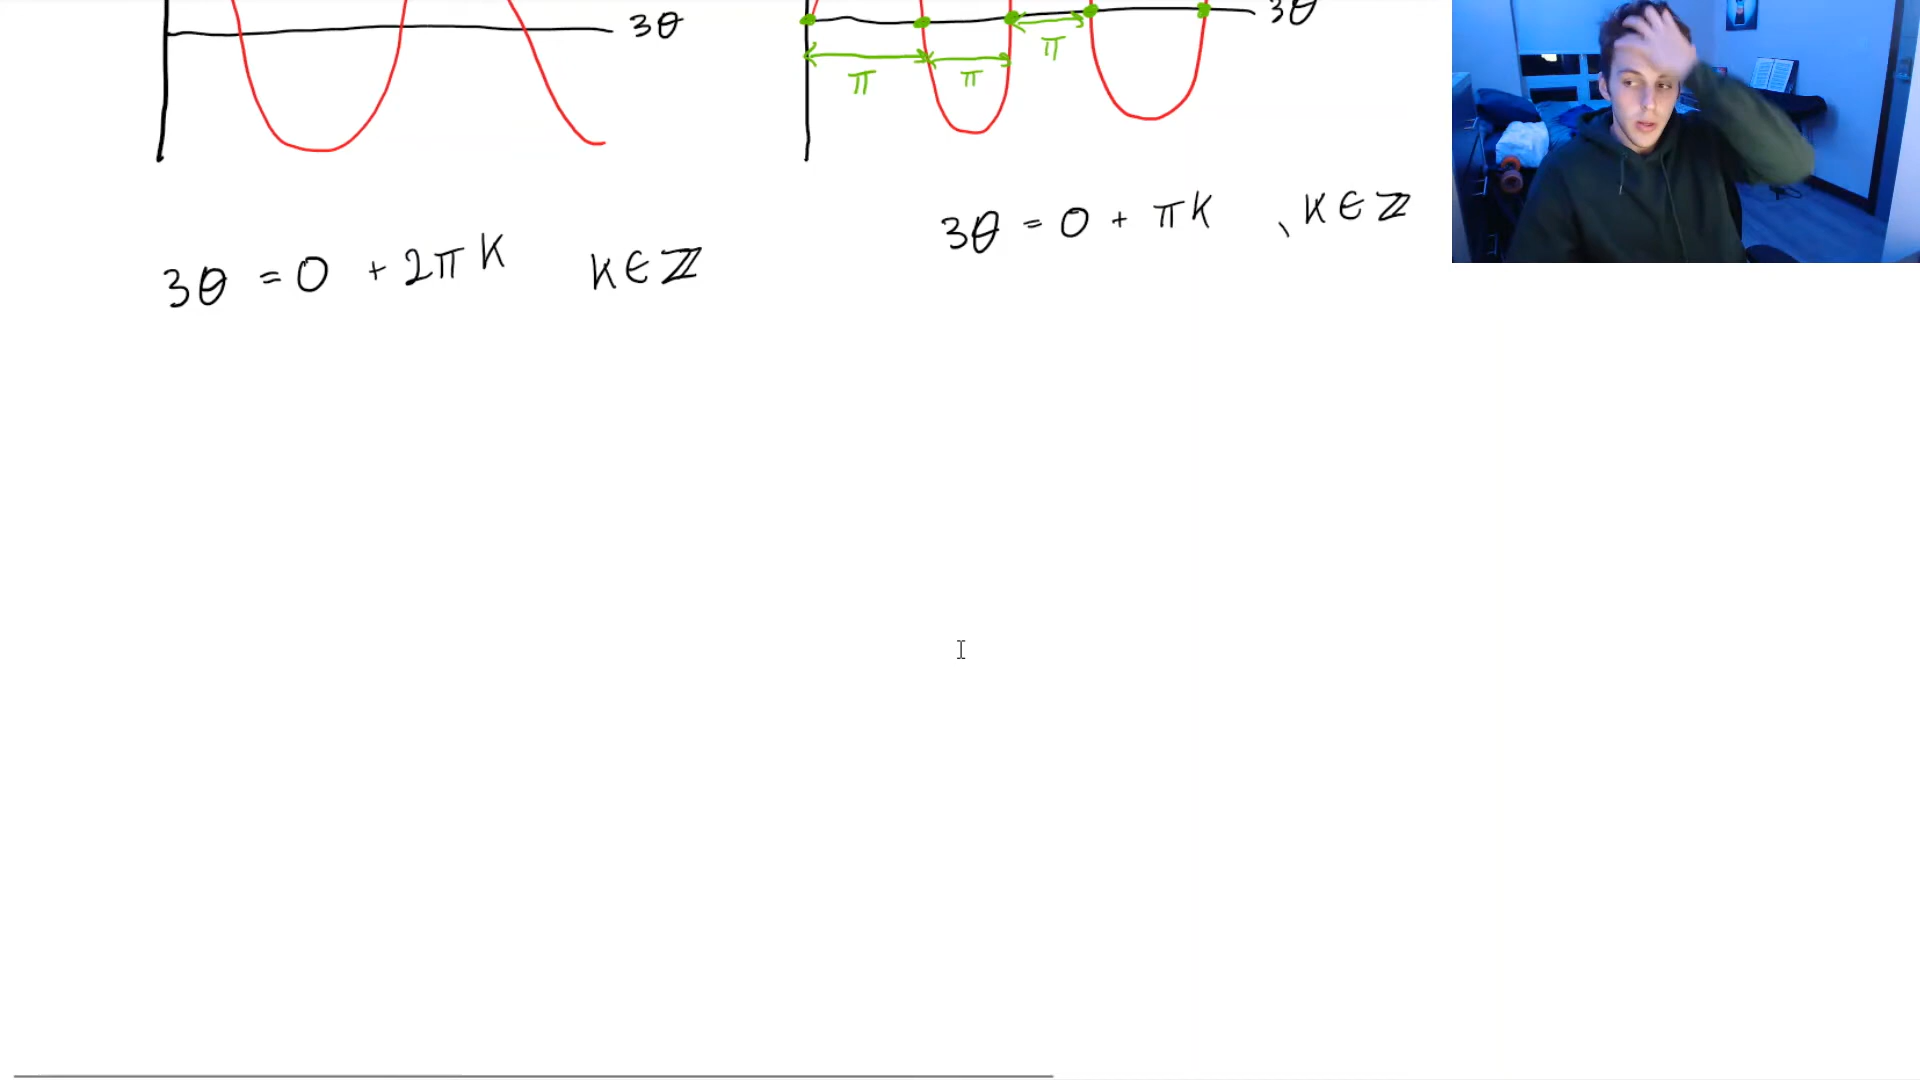 3θ
3θ
π
π
π
3θ = 0 + πk , k ∈ ℤ
3θ = 0 + 2πk k ∈ ℤ